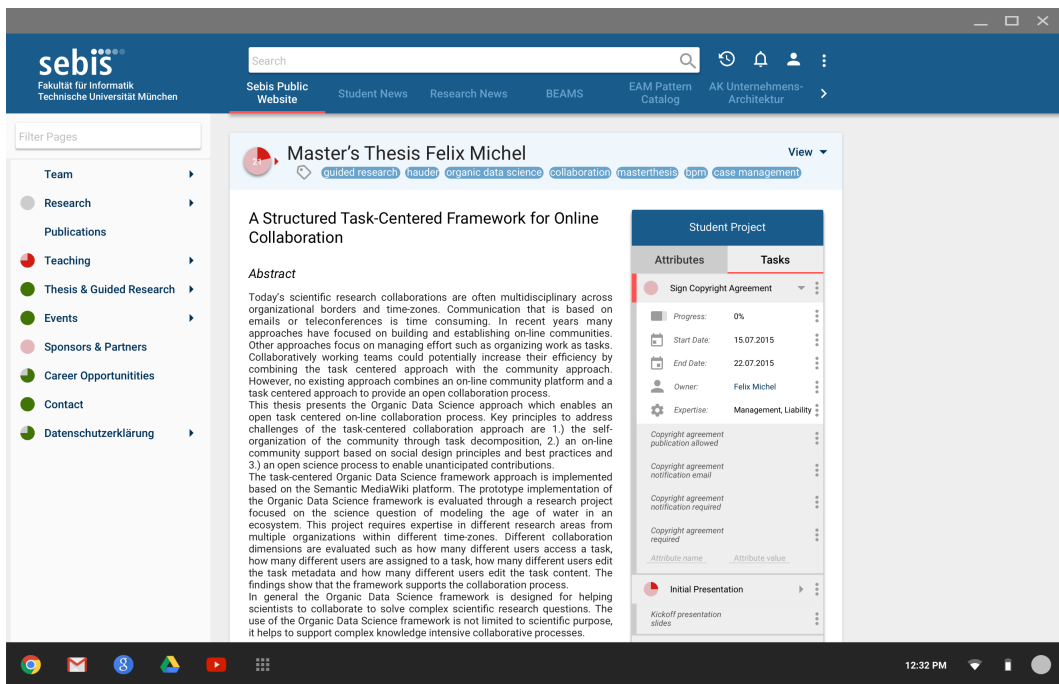 sebis
Fakultät für Informatik
Technische Universität München
Search
Sebis Public
Website
Student News
Research News
BEAMS
EAM Pattern
Catalog
AK Unternehmens-
Architektur
Filter Pages
Team
Research
Publications
Teaching
Thesis & Guided Research
Events
Sponsors & Partners
Career Opportunitities
Contact
Datenschutzerklärung
21
Master's Thesis Felix Michel
View
guided research hauder organic data science collaboration masterthesis bpm case management
A Structured Task-Centered Framework for Online
Collaboration
Abstract
Today's scientific research collaborations are often multidisciplinary across
organizational borders and time-zones. Communication that is based on
emails or teleconferences is time consuming. In recent years many
approaches have focused on building and establishing on-line communities.
Other approaches focus on managing effort such as organizing work as tasks.
Collaboratively working teams could potentially increase their efficiency by
combining the task centered approach with the community approach.
However, no existing approach combines an on-line community platform and a
task centered approach to provide an open collaboration process.
This thesis presents the Organic Data Science approach which enables an
open task centered on-line collaboration process. Key principles to address
challenges of the task-centered collaboration approach are 1.) the self-
organization of the community through task decomposition, 2.) an on-line
community support based on social design principles and best practices and
3.) an open science process to enable unanticipated contributions.
The task-centered Organic Data Science framework approach is implemented
based on the Semantic MediaWiki platform. The prototype implementation of
the Organic Data Science framework is evaluated through a research project
focused on the science question of modeling the age of water in an
ecosystem. This project requires expertise in different research areas from
multiple organizations within different time-zones. Different collaboration
dimensions are evaluated such as how many different users access a task,
how many different users are assigned to a task, how many different users edit
the task metadata and how many different users edit the task content. The
findings show that the framework supports the collaboration process.
In general the Organic Data Science framework is designed for helping
scientists to collaborate to solve complex scientific research questions. The
use of the Organic Data Science framework is not limited to scientific purpose,
it helps to support complex knowledge intensive collaborative processes.
Student Project
Attributes
Tasks
Sign Copyright Agreement
Progress: 0%
Start Date: 15.07.2015
End Date: 22.07.2015
Owner: Felix Michel
Expertise: Management, Liability
Copyright agreement
publication allowed
Copyright agreement
notification email
Copyright agreement
notification required
Copyright agreement
required
Attribute name Attribute value
Initial Presentation
Kickoff presentation
slides
8
12:32 PM